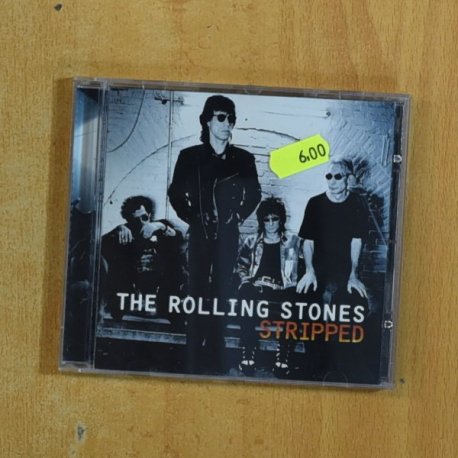 6,00
THE ROLLING STONES
STRIPPED